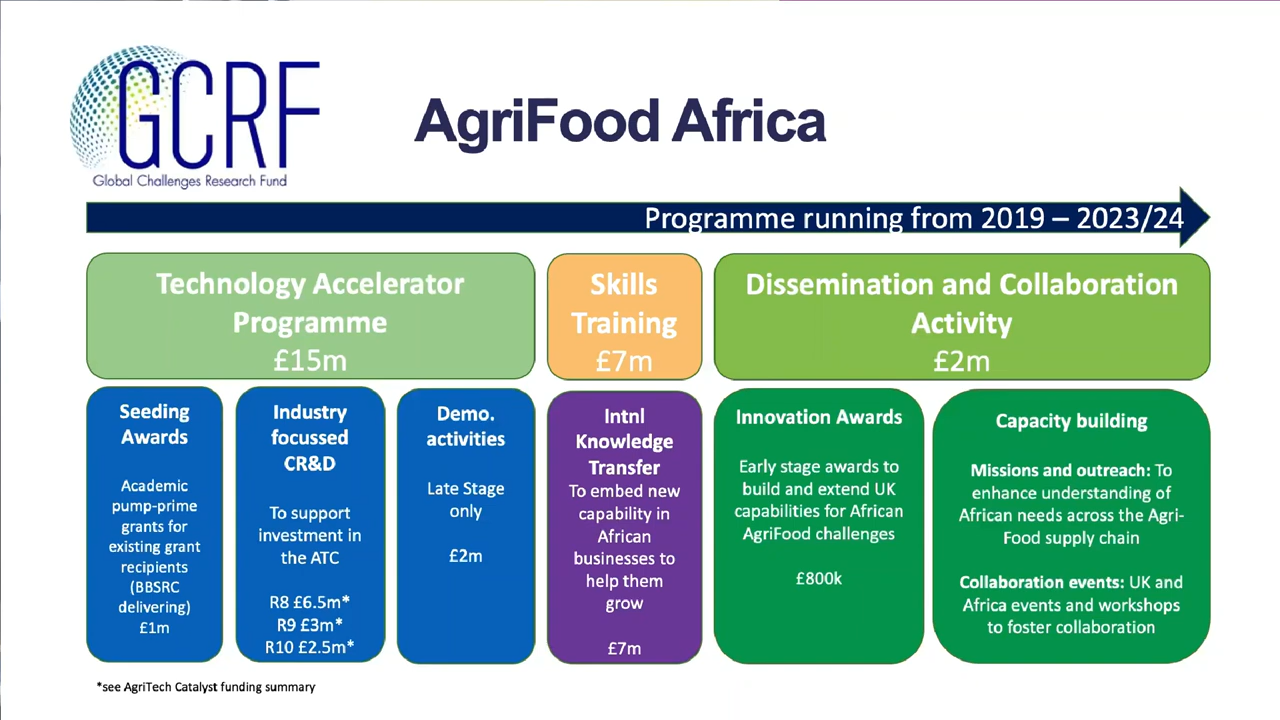 GCRF
Global Challenges Research Fund
AgriFood Africa
Programme running from 2019 – 2023/24
Technology Accelerator
Programme
£15m
Skills
Training
£7m
Dissemination and Collaboration
Activity
£2m
Seeding
Awards
Academic
pump-prime
grants for
existing grant
recipients
(BBSRC
delivering)
£1m
Industry
focussed
CR&D
To support
investment in
the ATC
R8 £6.5m*
R9 £3m*
R10 £2.5m*
Demo.
activities
Late Stage
only
£2m
Intnl
Knowledge
Transfer
To embed new
capability in
African
businesses to
help them
grow
£7m
Innovation Awards
Early stage awards to
build and extend UK
capabilities for African
AgriFood challenges
£800k
Capacity building
Missions and outreach: To
enhance understanding of
African needs across the Agri-
Food supply chain
Collaboration events: UK and
Africa events and workshops
to foster collaboration
*see AgriTech Catalyst funding summary